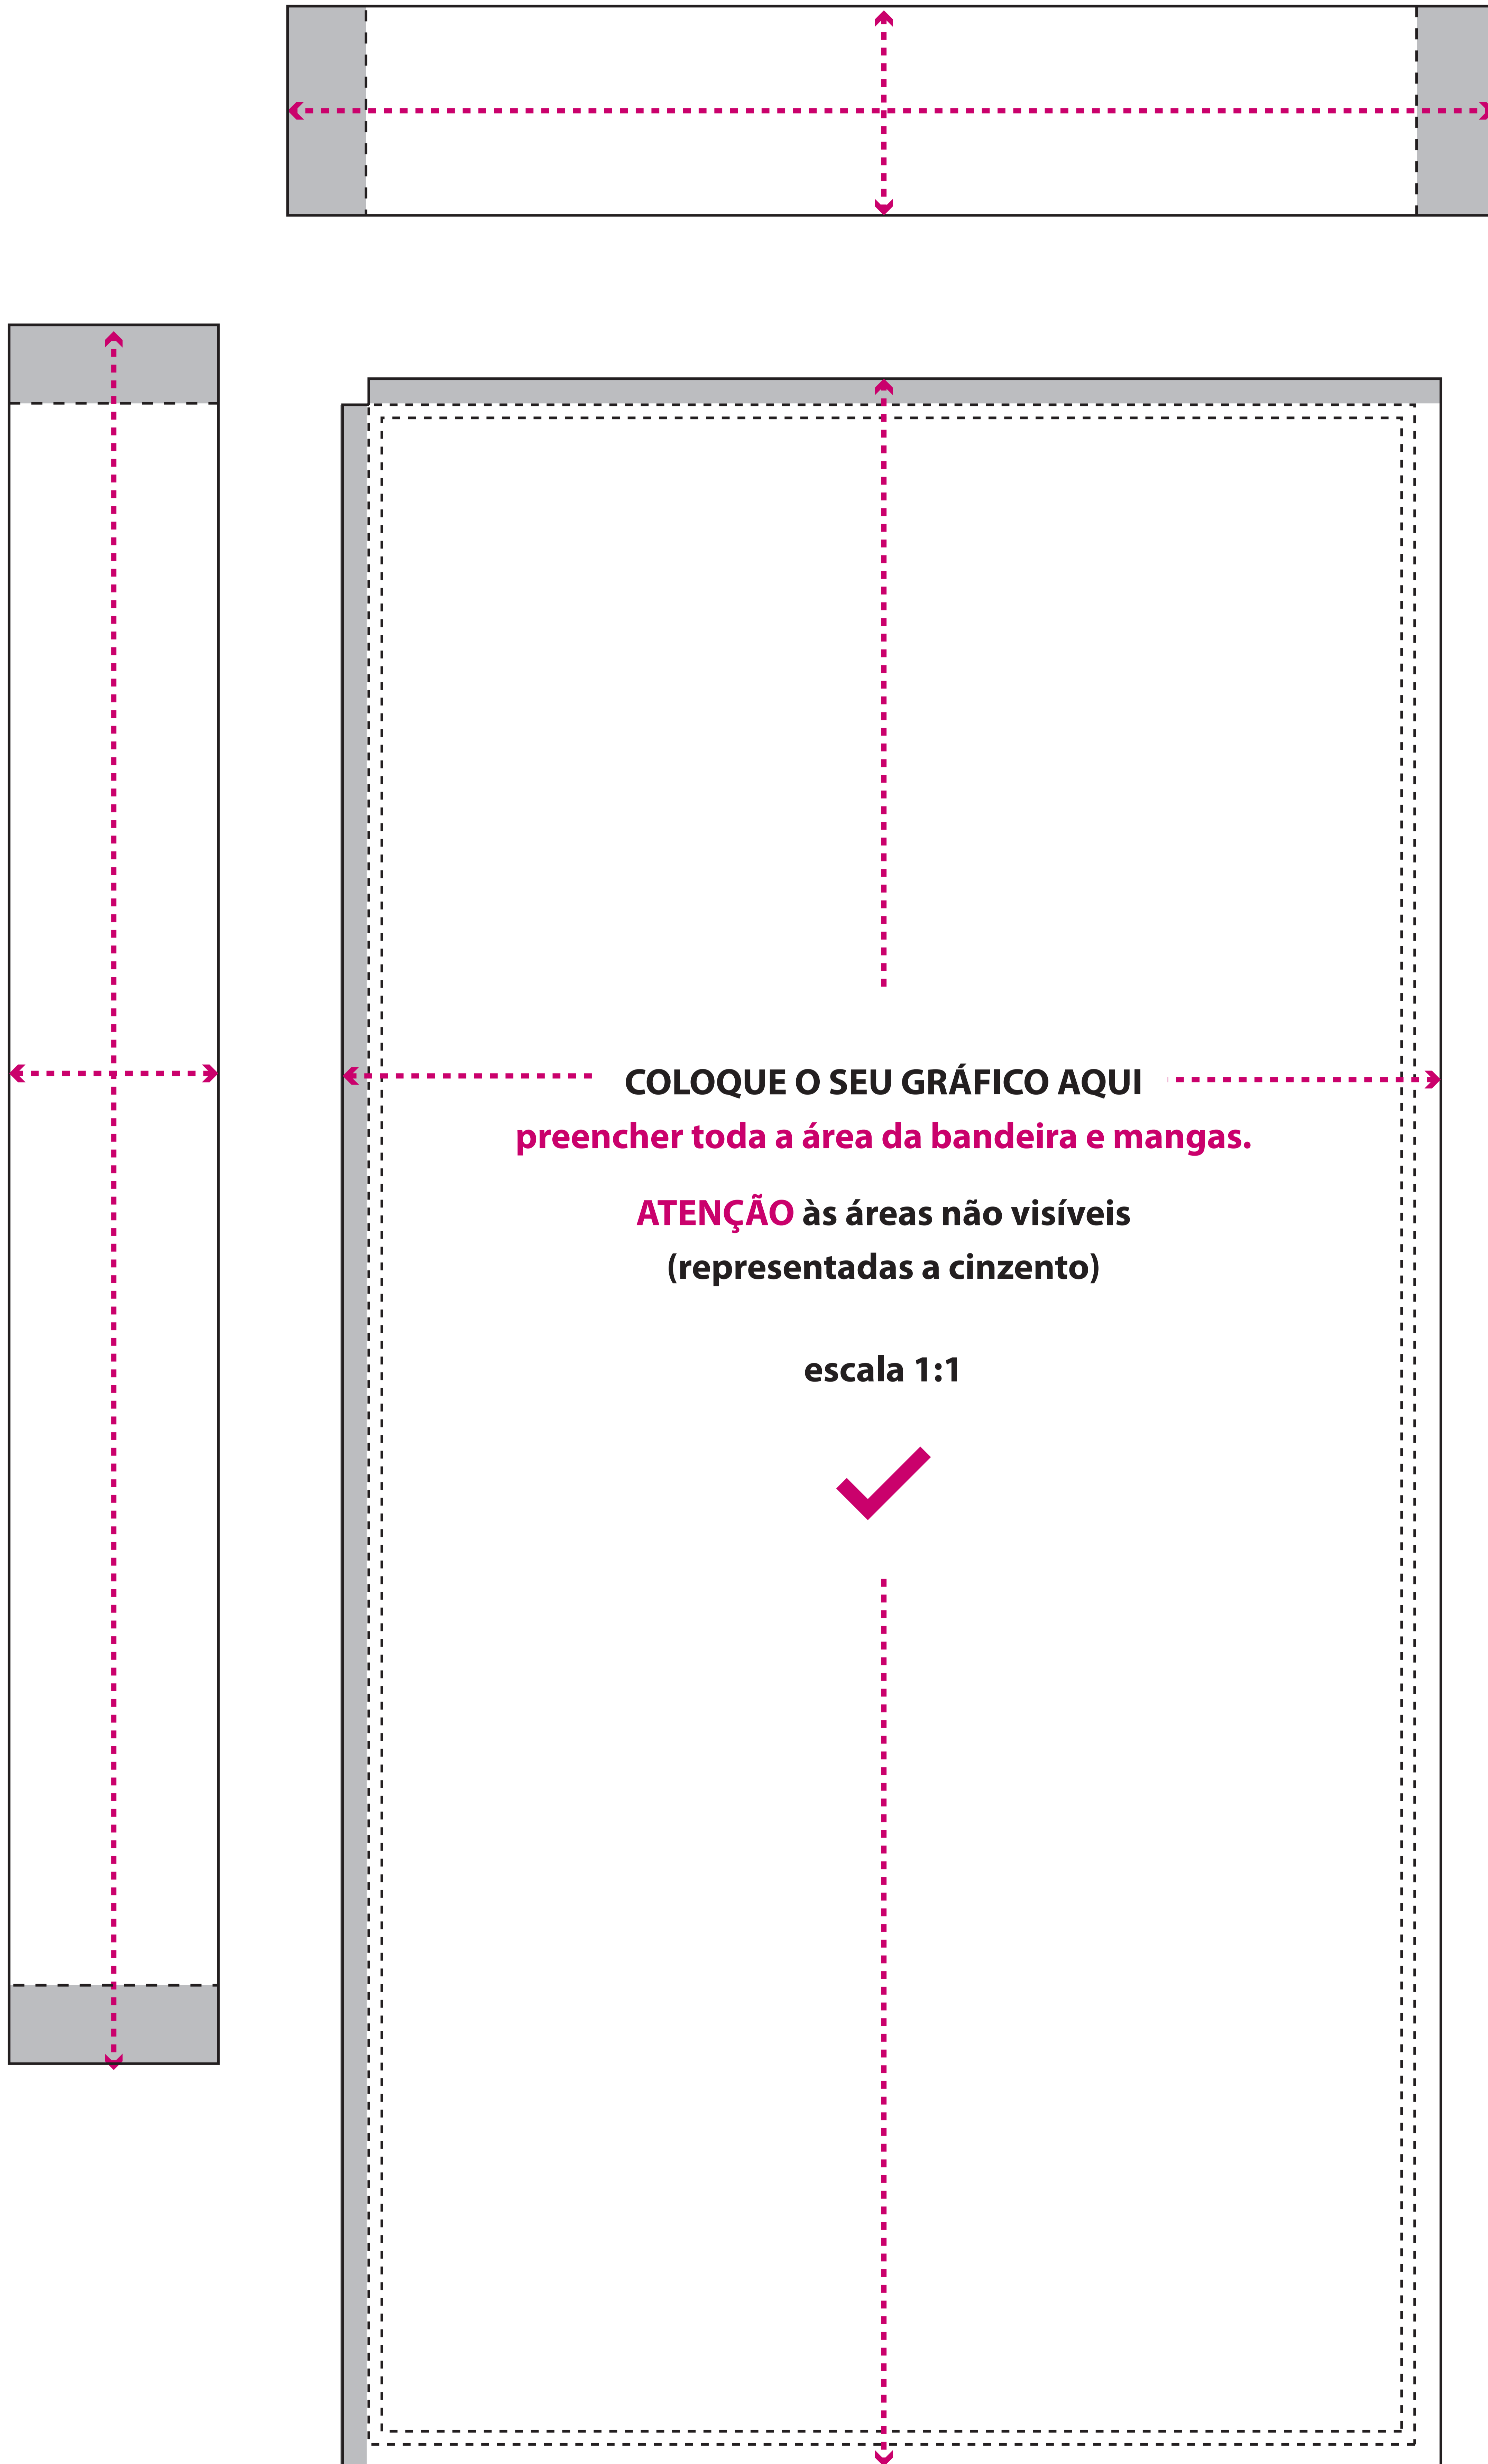 COLOQUE O SEU GRÁFICO AQUI
preencher toda a área da bandeira e mangas.
ATENÇÃO às áreas não visíveis
(representadas a cinzento)
escala 1:1